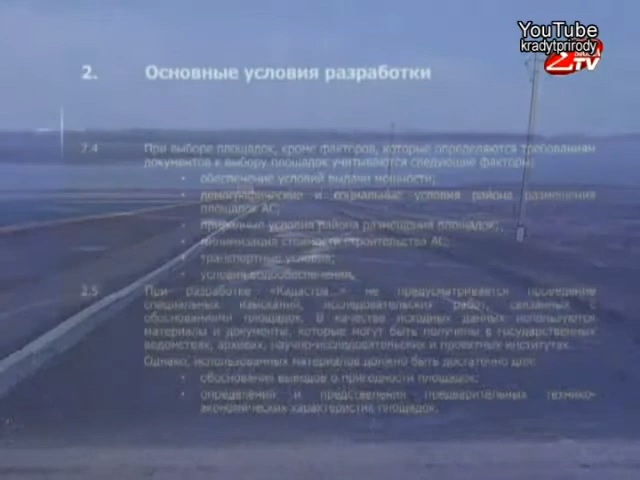 YouTube
kradytprirody
2TV
2. Основные условия разработки
2.4 При выборе площадок, кроме факторов, которые определяются требованиями
документов к выбору площадок учитываются следующие факторы:
• обеспечение условий выдачи мощности;
• демографические и социальные условия района размещения
площадок АС;
• природные условия района размещения площадок;
• минимизация стоимости строительства АС;
• транспортные условия;
• условия водообеспечения.
2.5 При разработке «Кадастра...» не предусматривается проведение
специальных изысканий, исследовательских работ, связанных с
обоснованием площадок. В качестве исходных данных используются
материалы и документы, которые могут быть получены в государственных
ведомствах, архивах, научно-исследовательских и проектных институтах.
Однако, использованных материалов должно быть достаточно для:
• обоснования выводов о пригодности площадок;
• определения и представления предварительных технико-
экономических характеристик площадок.